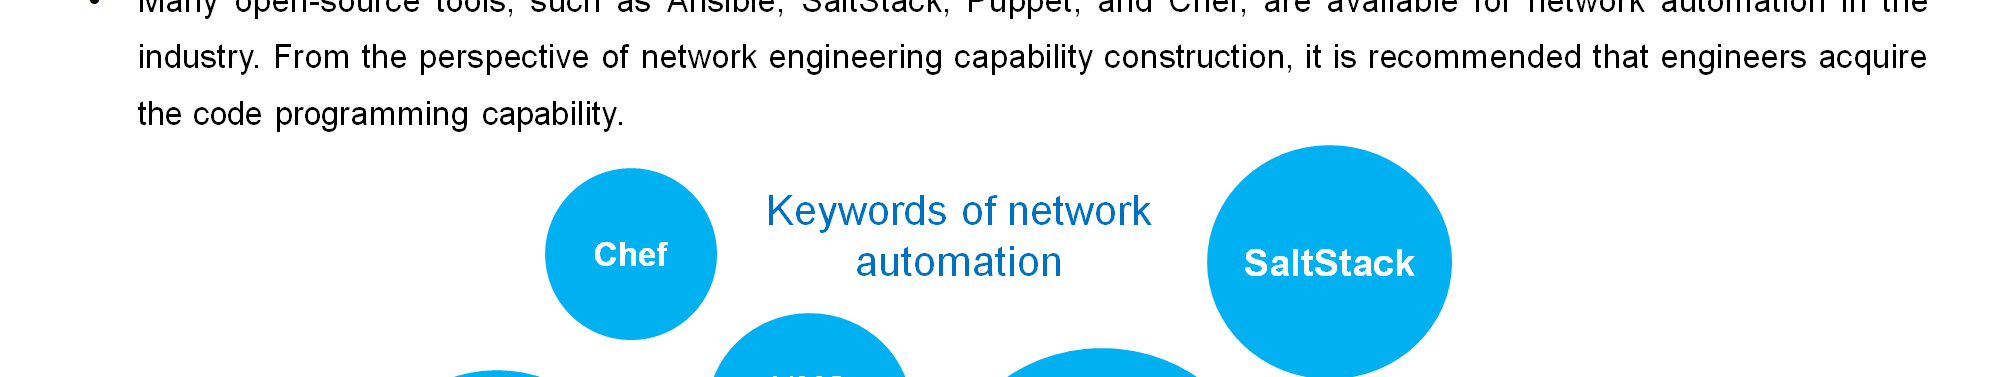 • Many open-source tools, such as Ansible, SaltStack, Puppet, and Chef, are available for network automation in the
industry. From the perspective of network engineering capability construction, it is recommended that engineers acquire
the code programming capability.
Keywords of network
automation
Chef
SaltStack